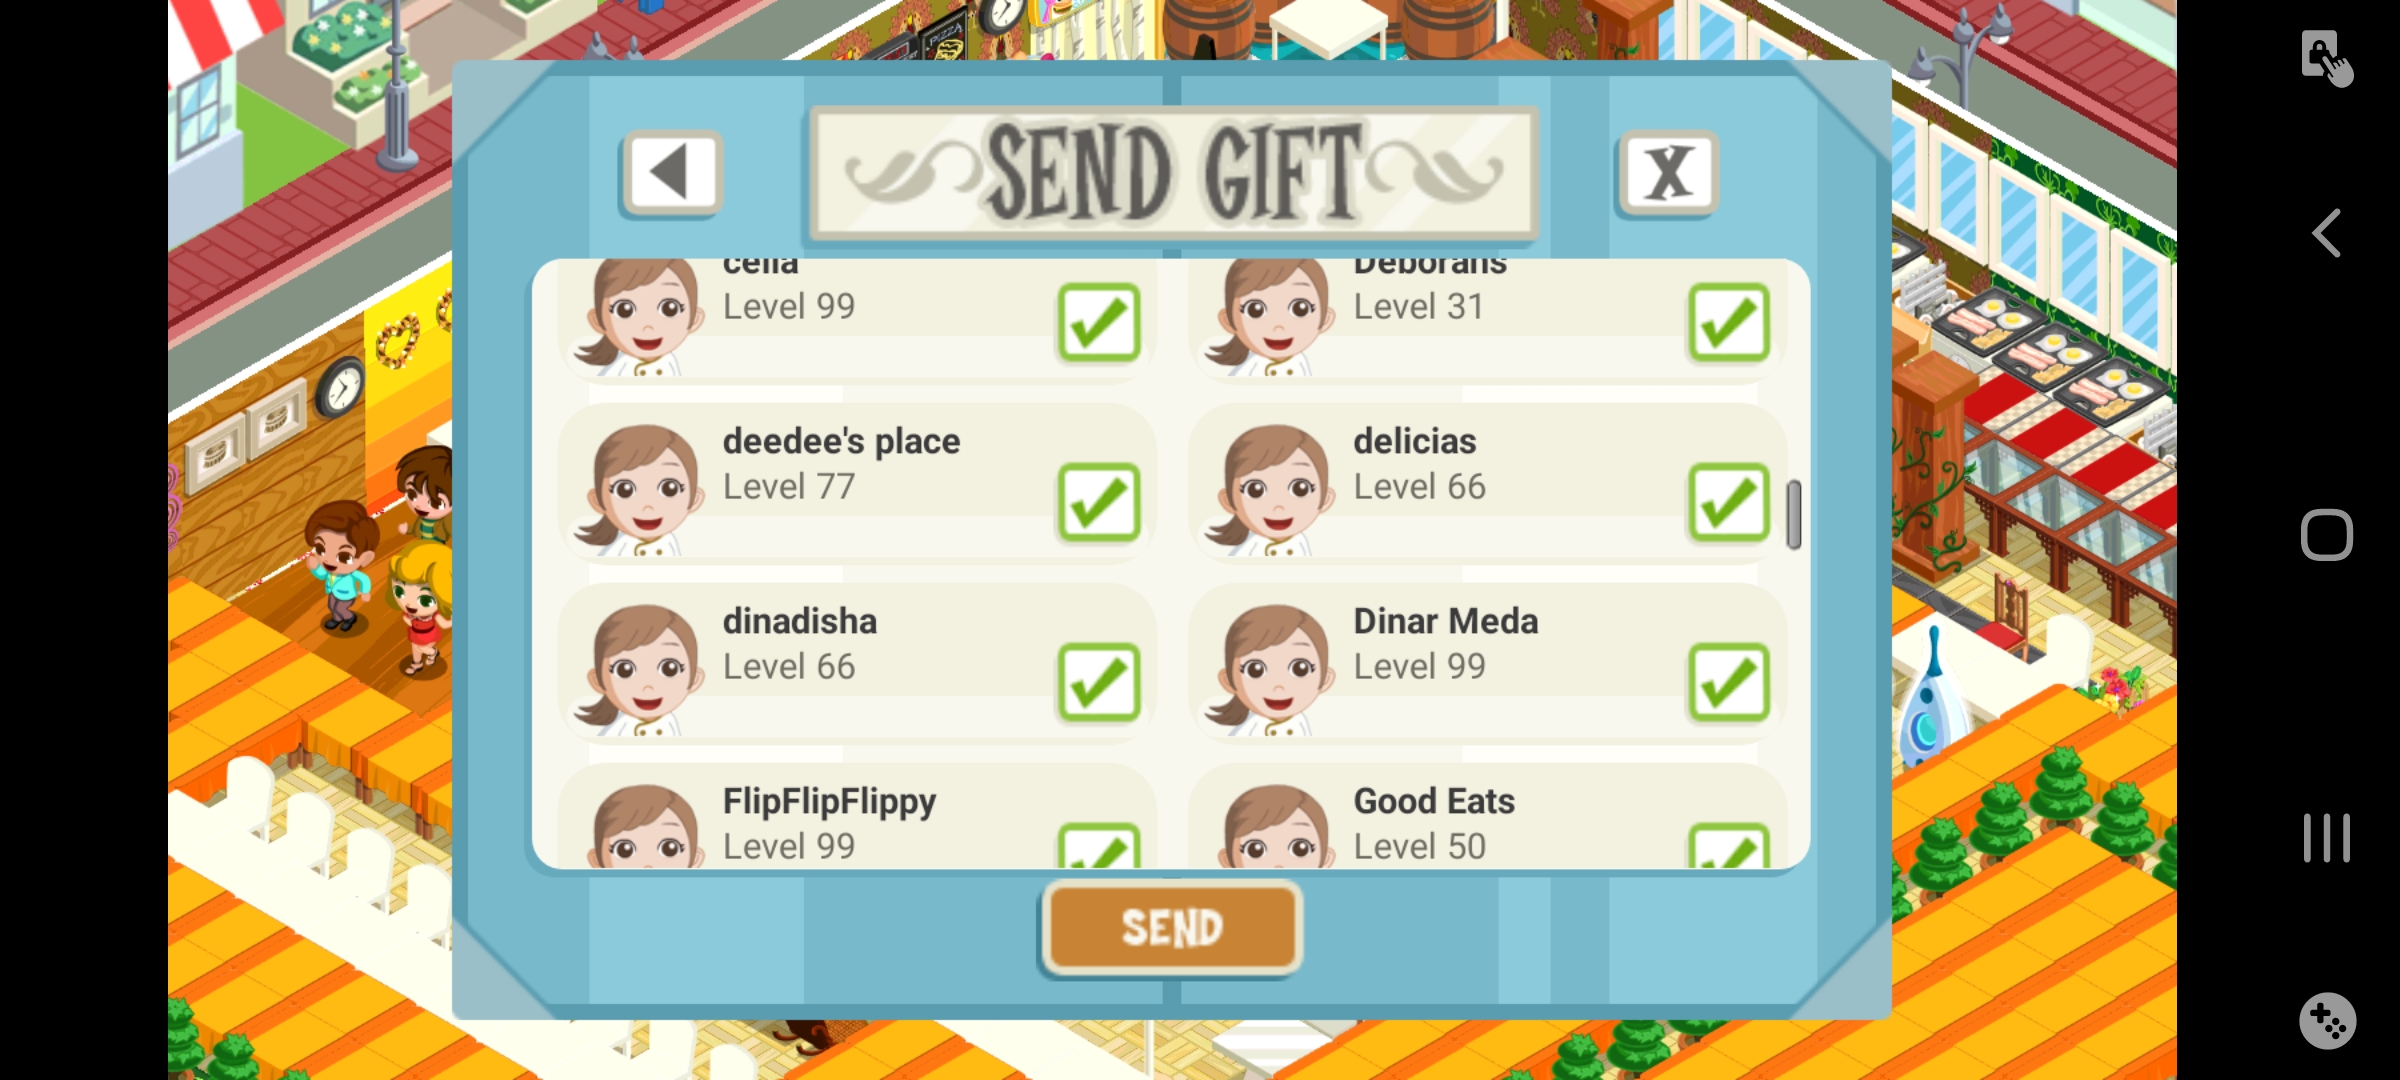 PIZZA
SEND GIFT
X
celia
Level 99
Deborahs
Level 31
deedee's place
Level 77
delicias
Level 66
dinadisha
Level 66
Dinar Meda
Level 99
FlipFlipFlippy
Level 99
Good Eats
Level 50
SEND